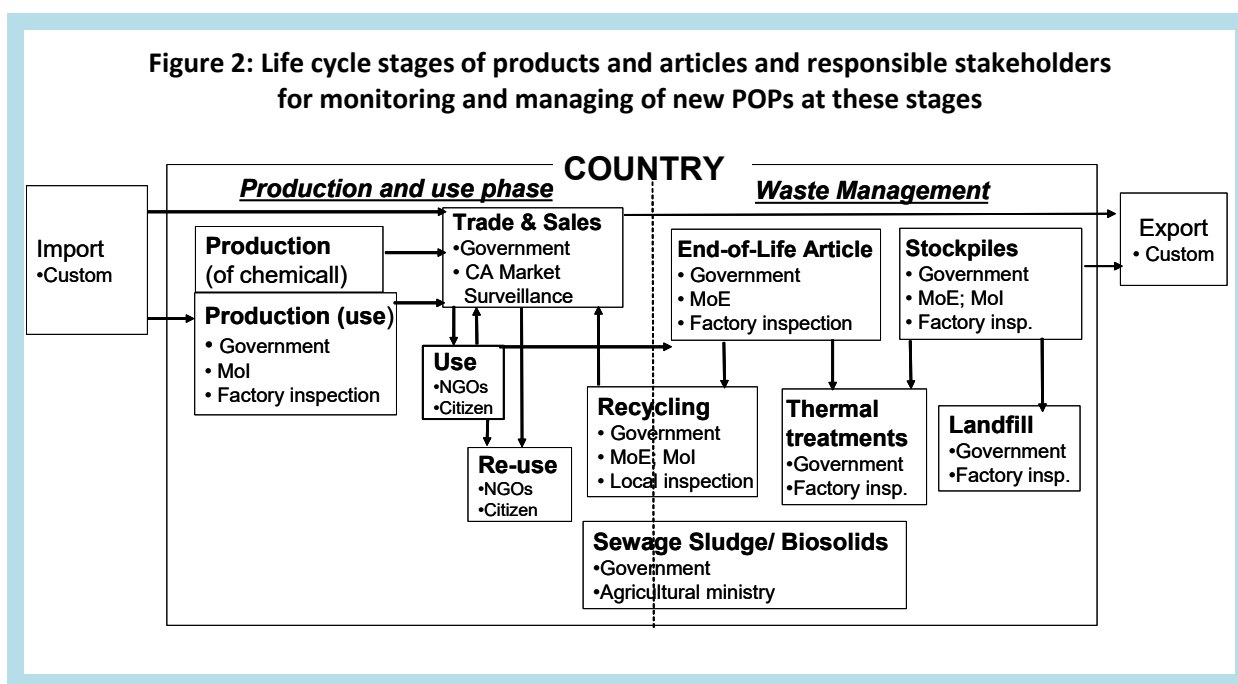 Figure 2: Life cycle stages of products and articles and responsible stakeholders
for monitoring and managing of new POPs at these stages
COUNTRY
Production and use phase
Waste Management
Import
•Custom
Production
(of chemicall)
Production (use)
• Government
• MoI
• Factory inspection
Trade & Sales
•Government
• CA Market
Surveillance
Use
•NGOs
•Citizen
Re-use
•NGOs
•Citizen
End-of-Life Article
• Government
• MoE
• Factory inspection
Stockpiles
• Government
• MoE; MoI
• Factory insp.
Export
• Custom
Recycling
• Government
• MoE, MoI
• Local inspection
Thermal
treatments
•Government
•Factory insp.
Landfill
•Government
•Factory insp.
Sewage Sludge/ Biosolids
•Government
•Agricultural ministry